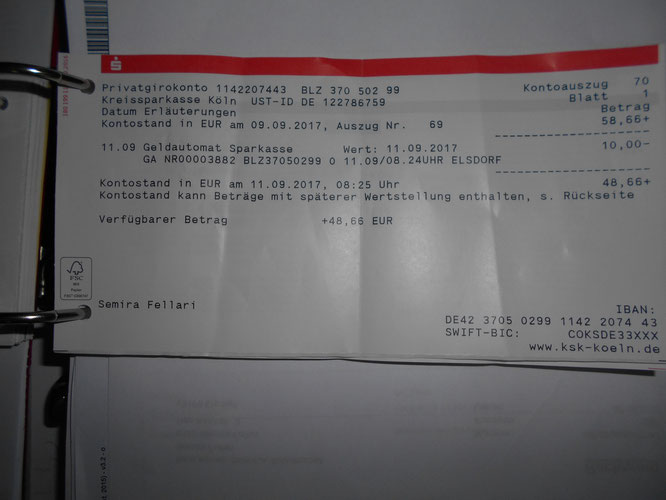 Privatgirokonto 1142207443 BLZ 370 502 99 Kontoauszug 70
Kreissparkasse Köln UST-ID DE 122786759 Blatt 1
Datum Erläuterungen Betrag
Kontostand in EUR am 09.09.2017, Auszug Nr. 69 58,66+
11.09 Geldautomat Sparkasse Wert: 11.09.2017 10,00-
GA NR00003882 BLZ37050299 0 11.09/08.24UHR ELSDORF
Kontostand in EUR am 11.09.2017, 08:25 Uhr 48,66+
Kontostand kann Beträge mit späterer Wertstellung enthalten, s. Rückseite
Verfügbarer Betrag +48,66 EUR
FSC
Semira Fellari
IBAN:
DE42 3705 0299 1142 2074 43
SWIFT-BIC: COKSDE33XXX
www.ksk-koeln.de